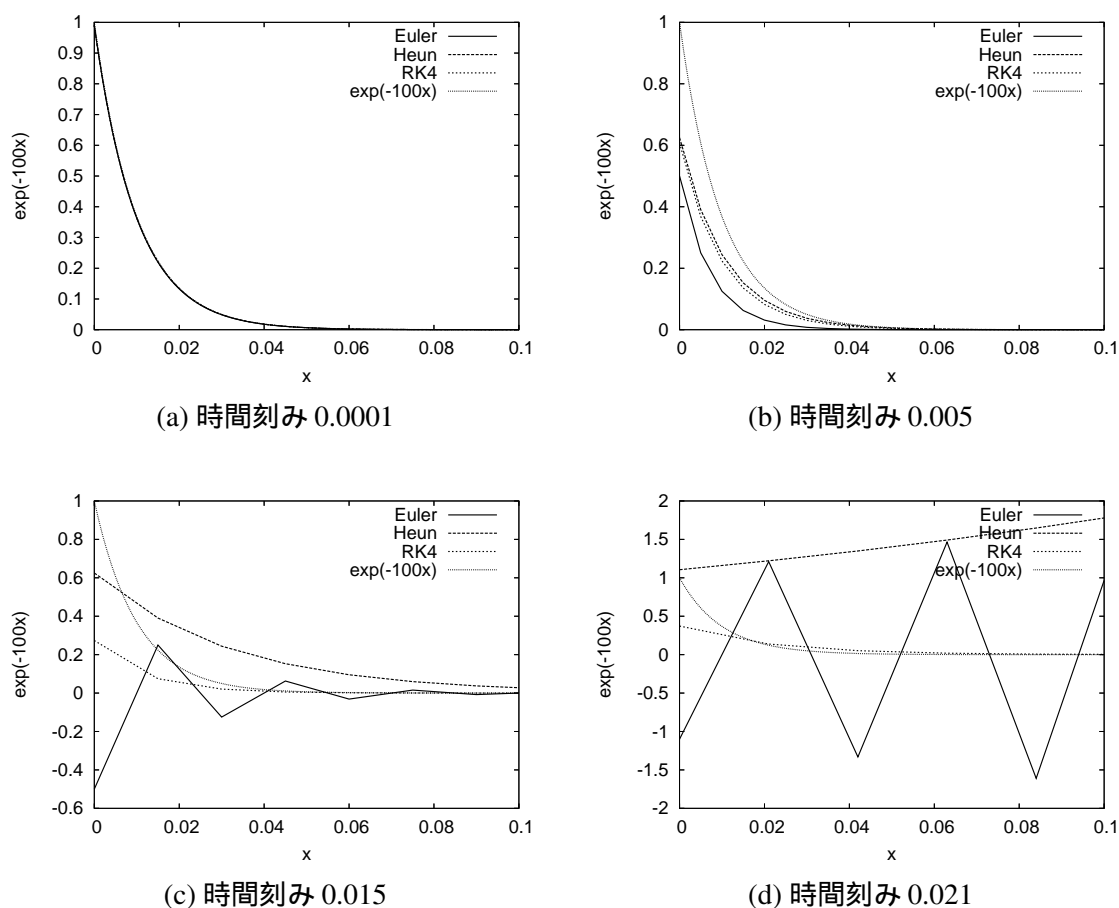 1
0.9
0.8
0.7
0.6
0.5
0.4
0.3
0.2
0.1
0
0 0.02 0.04 0.06 0.08 0.1
exp(-100x)
x
Euler
Heun
RK4
exp(-100x)
(a) 時間刻み 0.0001
1
0.8
0.6
0.4
0.2
0
0 0.02 0.04 0.06 0.08 0.1
exp(-100x)
x
Euler
Heun
RK4
exp(-100x)
(b) 時間刻み 0.005
1
0.8
0.6
0.4
0.2
0
-0.2
-0.4
-0.6
0 0.02 0.04 0.06 0.08 0.1
exp(-100x)
x
Euler
Heun
RK4
exp(-100x)
(c) 時間刻み 0.015
2
1.5
1
0.5
0
-0.5
-1
-1.5
-2
0 0.02 0.04 0.06 0.08 0.1
exp(-100x)
x
Euler
Heun
RK4
exp(-100x)
(d) 時間刻み 0.021